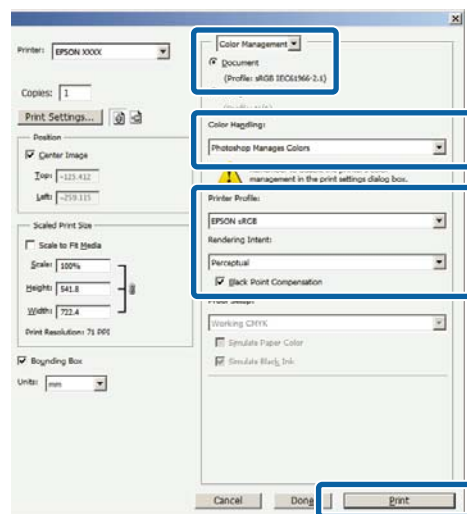 Printer: EPSON XXXX
Copies: 1
Print Settings...
Position
Center Image
Top: -125.412
Left: -259.115
Scaled Print Size
Scale to Fit Media
Scale: 100%
Height: 541.8
Width: 722.4
Print Resolution: 71 PPI
Bounding Box
Units: mm
Color Management
Document
(Profile: sRGB IEC61966-2.1)
Color Handling:
Photoshop Manages Colors
management in the print settings dialog box.
Printer Profile:
EPSON sRGB
Rendering Intent:
Perceptual
Black Point Compensation
Working CMYK
Simulate Paper Color
Simulate Black Ink
Cancel
Done
Print